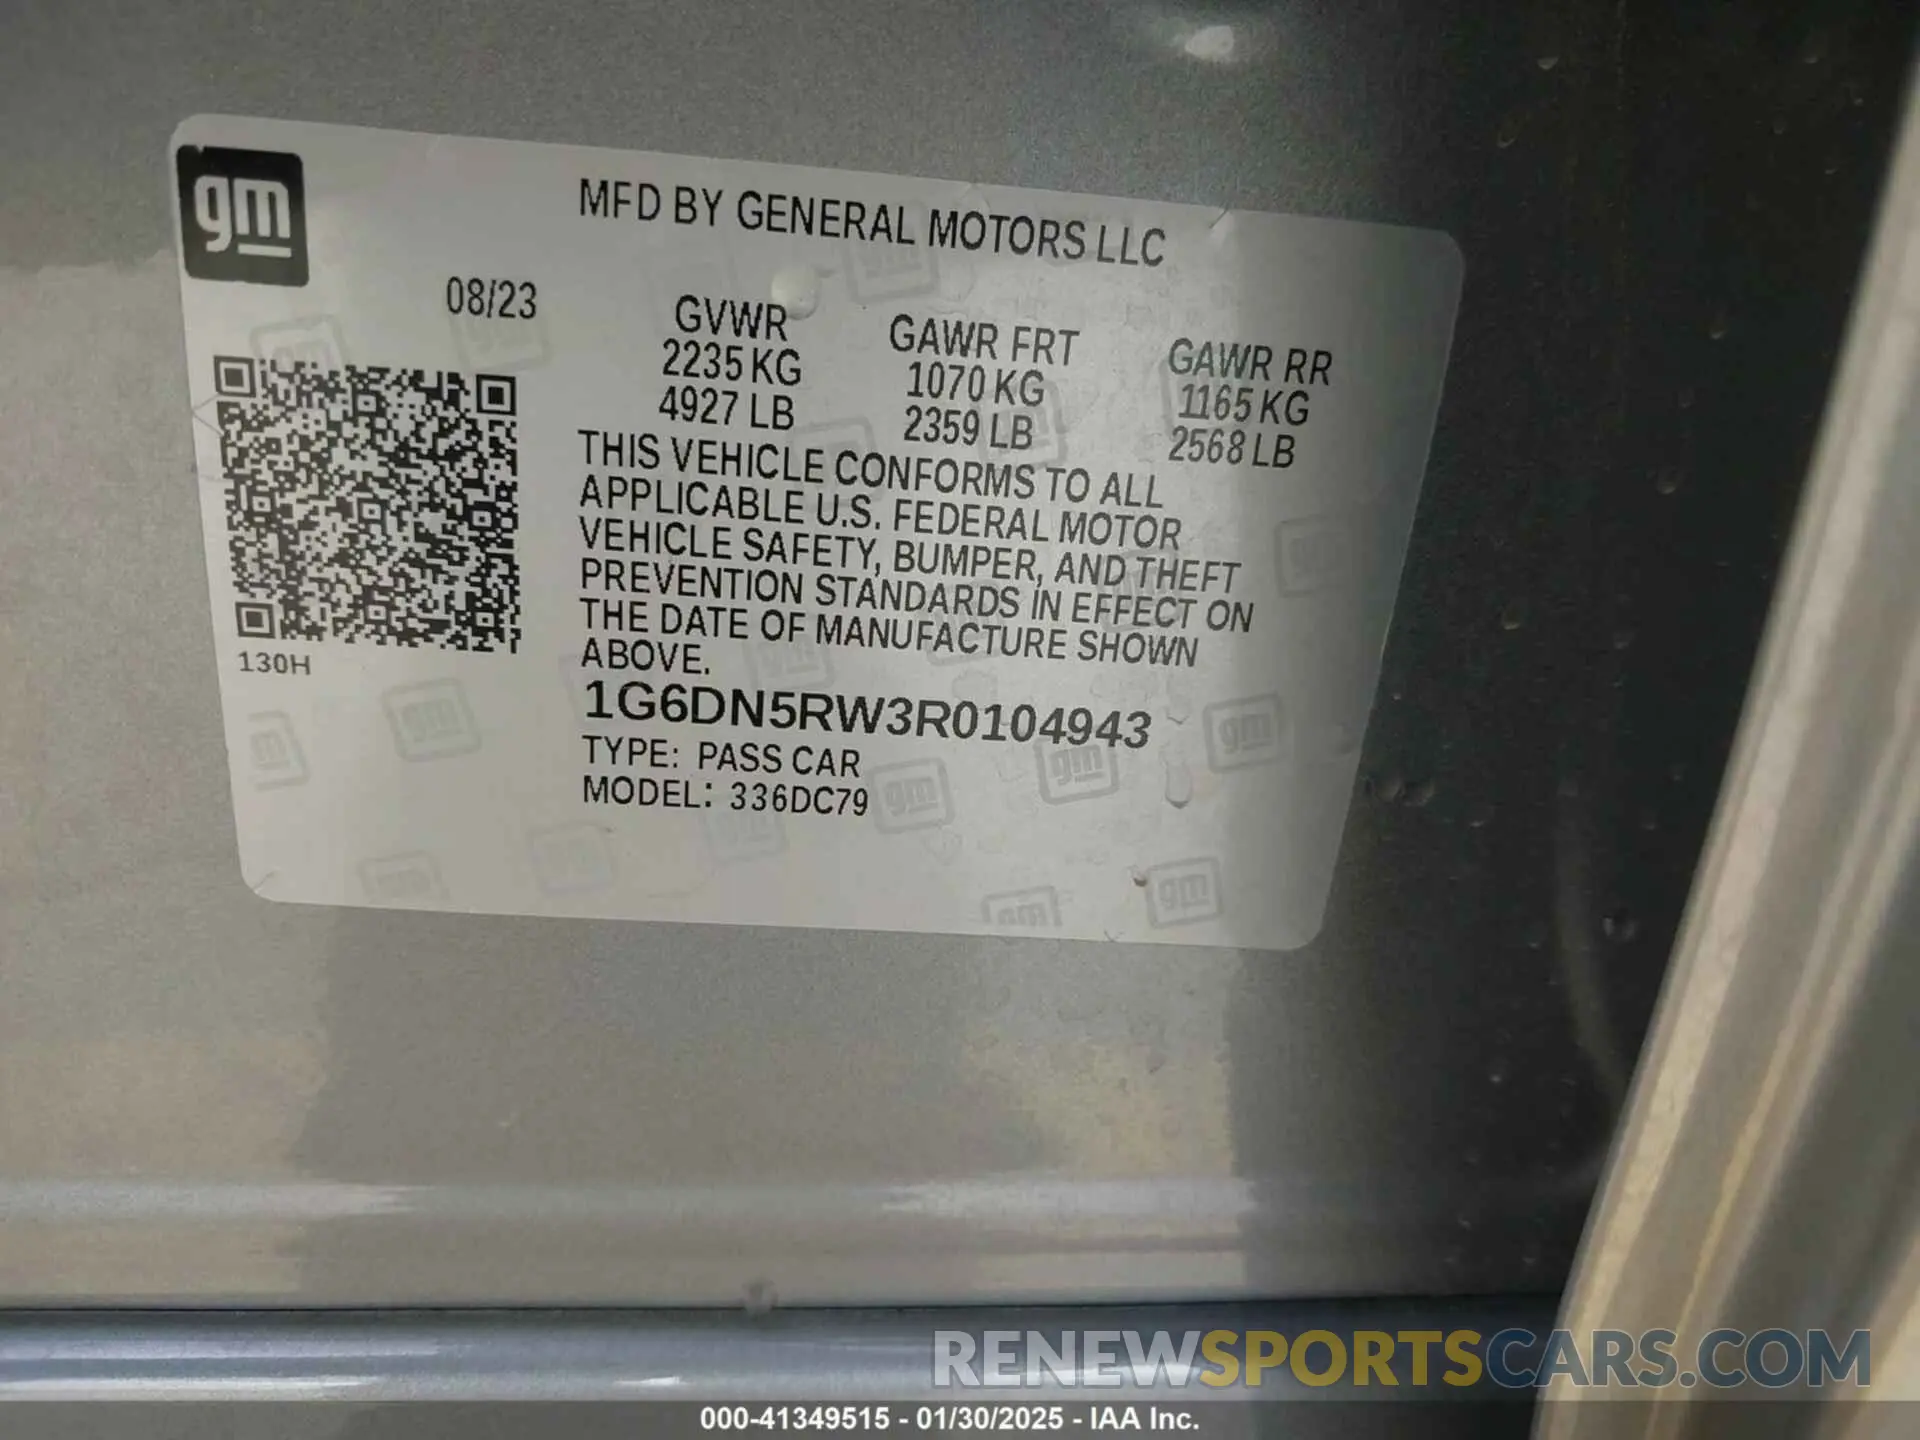 gm
MFD BY GENERAL MOTORS LLC
08/23
GVWR
2235 KG
4927 LB
GAWR FRT
1070 KG
2359 LB
GAWR RR
1165 KG
2568 LB
THIS VEHICLE CONFORMS TO ALL
APPLICABLE U.S. FEDERAL MOTOR
VEHICLE SAFETY, BUMPER, AND THEFT
PREVENTION STANDARDS IN EFFECT ON
THE DATE OF MANUFACTURE SHOWN
ABOVE.
130H
1G6DN5RW3R0104943
TYPE: PASS CAR
MODEL: 336DC79
RENEWSPORTSCARS.COM
000-41349515 - 01/30/2025 - IAA Inc.